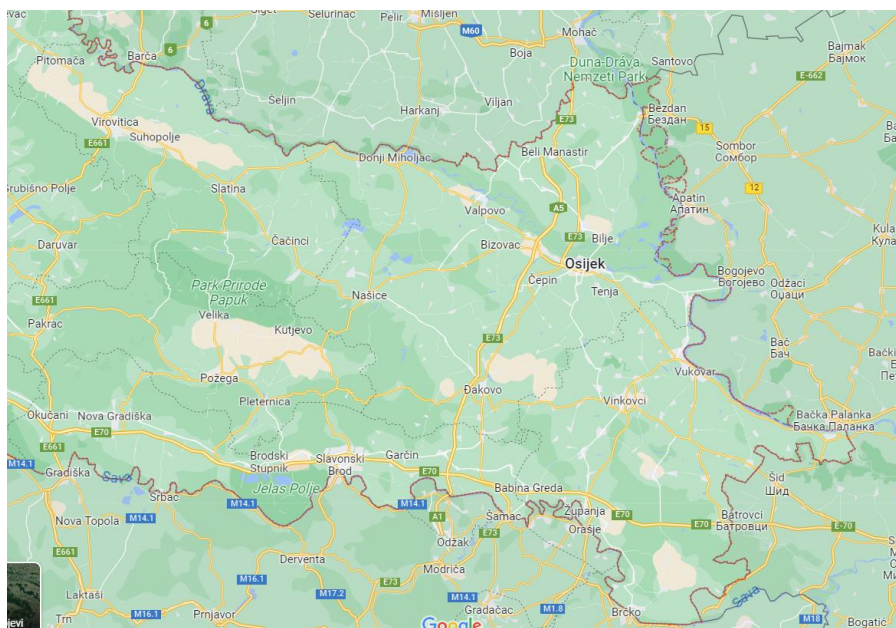 evac
Siget
Selurinac
Pelir
Mišljen
M60
Mohač
Santovo
Bajmak
Бајмок
E-662
6
6
Barča
Pitomača
Boja
Duna-Dráva
Nemzeti Park
Drava
Šeljin
Viljan
Harkanj
E73
Bezdan
Бездан
15
Virovitica
Suhopolje
E661
Donji Miholjac
Beli Manastir
Sombor
Сомбор
12
Grubišno Polje
Slatina
Valpovo
A5
Apatin
Апатин
Kula
Кула
Daruvar
Čačinci
Bizovac
E73
Bilje
Osijek
Čepin
Tenja
Bogojevo
Богојево
Odžaci
Оџаци
Park Prirode
Papuk
Našice
E661
Pakrac
Velika
Kutjevo
E73
Bač
Бач
Vukovar
Požega
Đakovo
Pleternica
Vinkovci
Bačka Palanka
Бачка Паланка
Okučani
Nova Gradiška
E70
E661
M14.1
Gradiška
Sava
Srbac
M14.1
Brodski
Stupnik
Slavonski
Brod
Garčin
E70
Jelas Polje
M14.1
M14.1
Babina Greda
Šid
Шид
Nova Topola
A1
Šamac
Županja
Orašje
E70
Batrovci
Батровци
E70
E-70
E661
Odžak
E73
Derventa
Modriča
E73
M16.1
M17.2
Laktaši
Trn
M16.1
Prnjavor
M14.1
Gradačac
M1.8
Brčko
Sava
M18
Bogatić
Google
ojevi